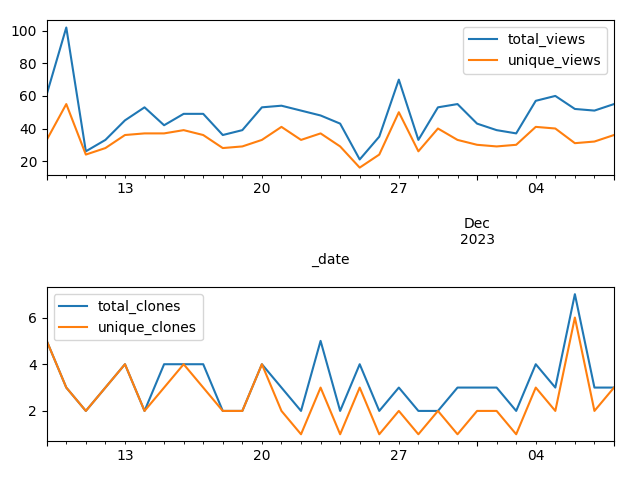 100
80
60
40
20
total_views
unique_views
13
20
27
04
Dec
2023
_date
6
4
2
total_clones
unique_clones
13
20
27
04